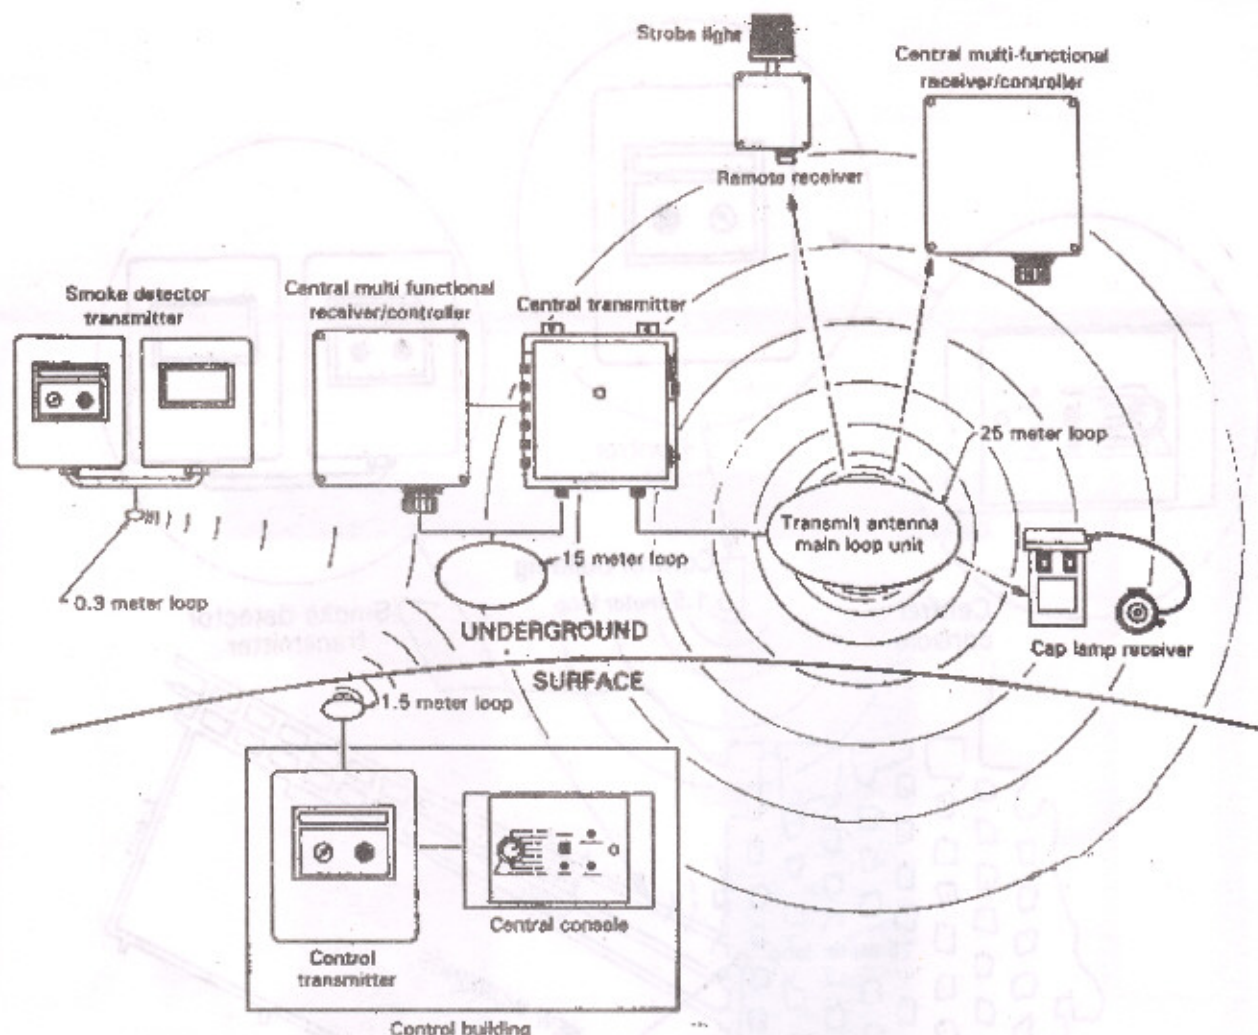 Strobe light
Central multi-functional
receiver/controller
Remote receiver
Smoke detector
transmitter
Central multi functional
receiver/controller
Central transmitter
25 meter loop
Transmit antenna
main loop unit
15 meter loop
0.3 meter loop
UNDERGROUND
Cap lamp receiver
SURFACE
1.5 meter loop
Central console
Control
transmitter
Control building